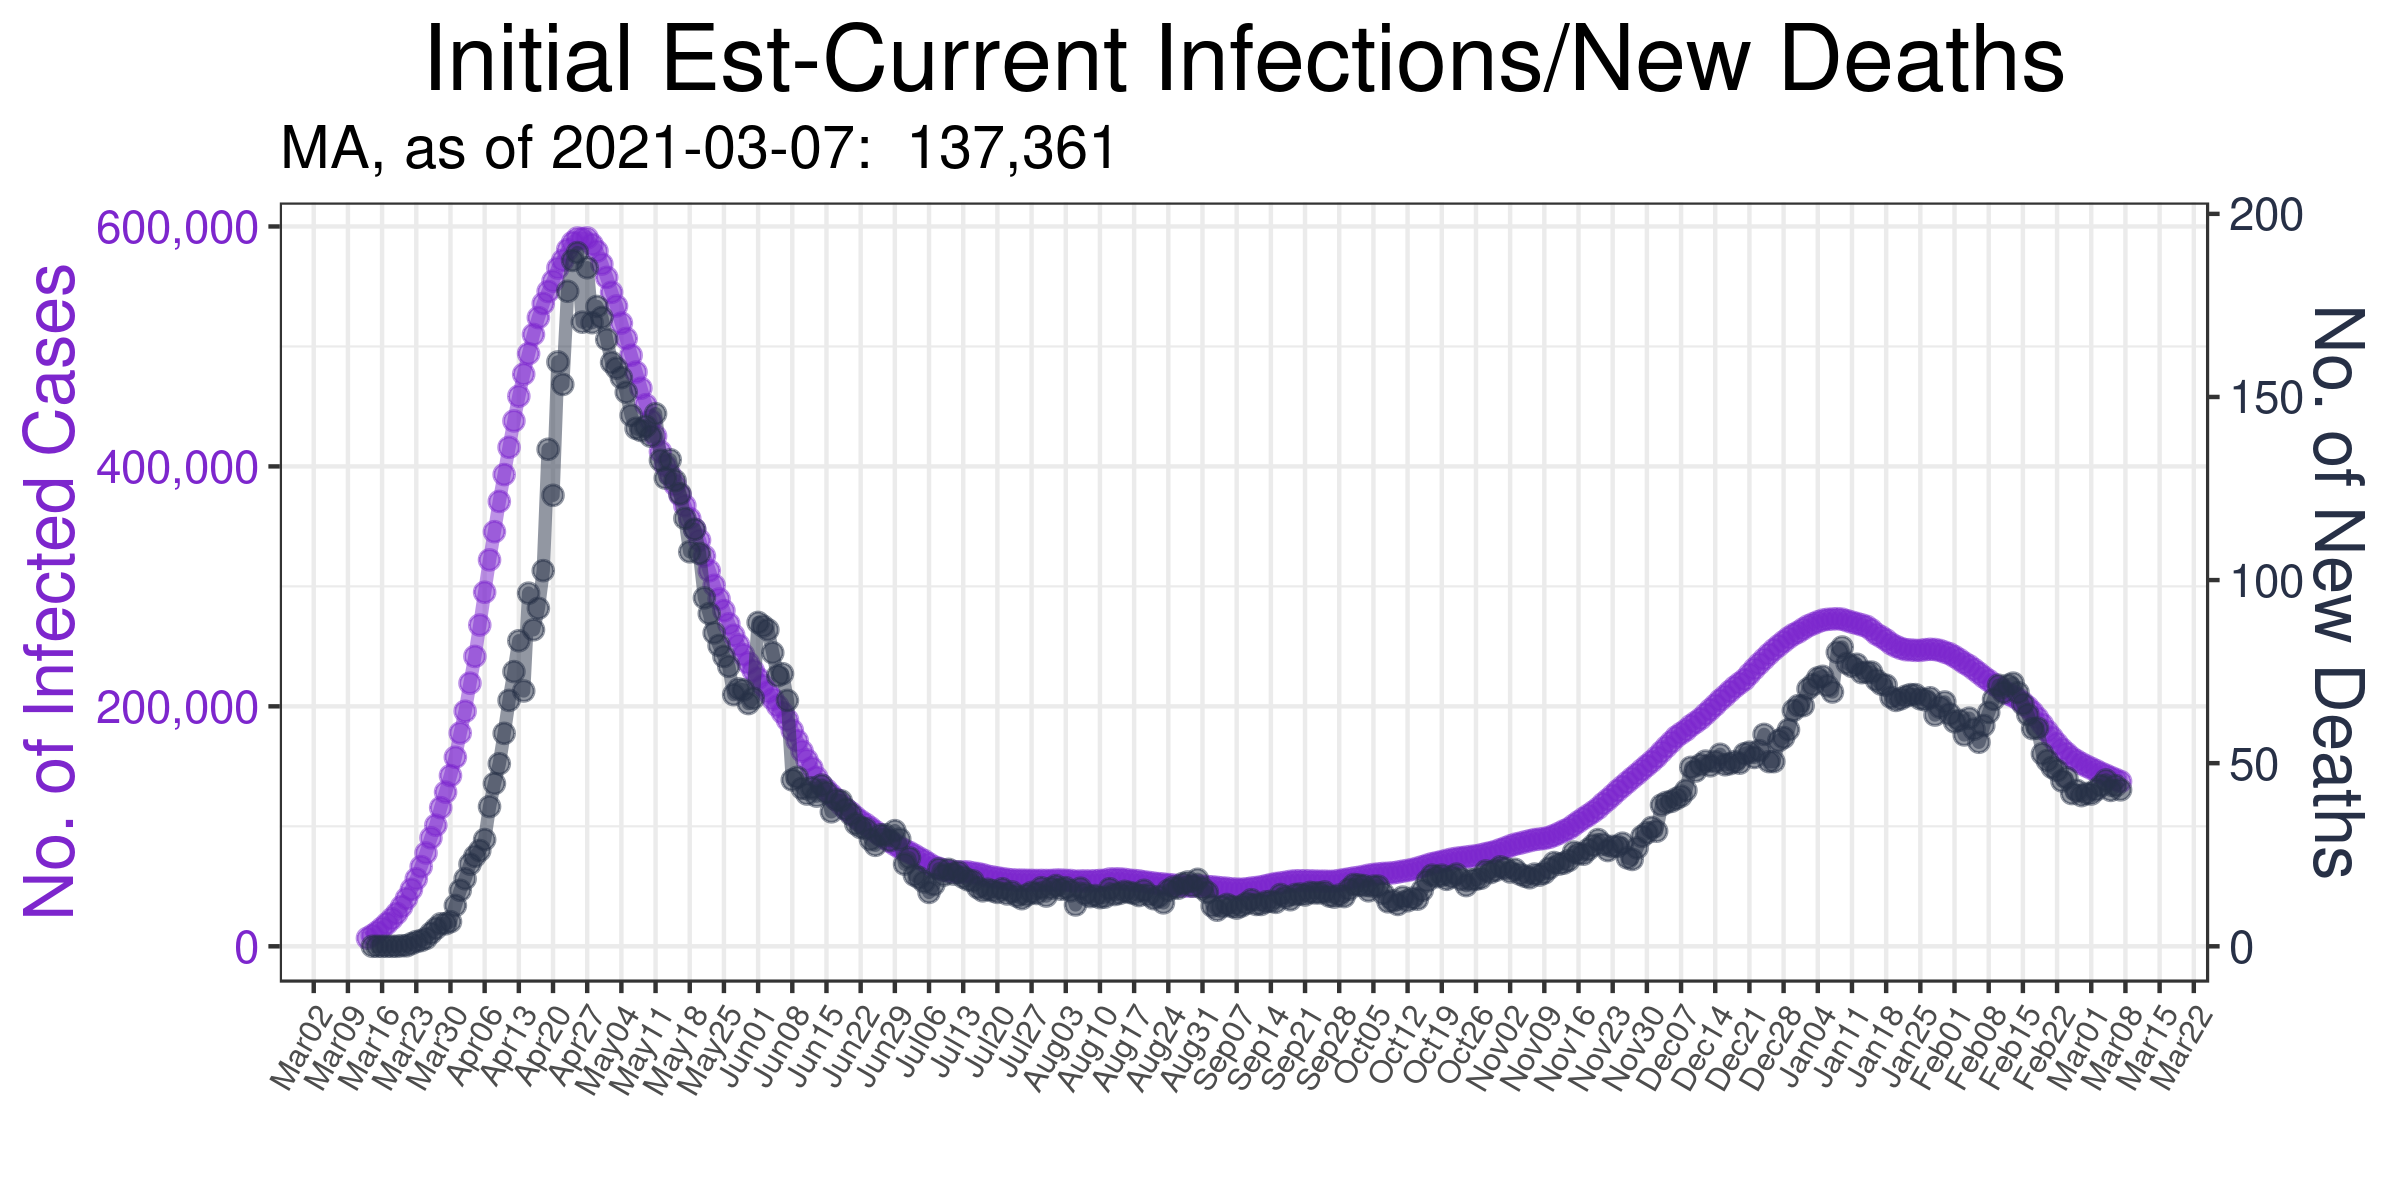 Initial Est-Current Infections/New Deaths
MA, as of 2021-03-07:  137,361
No. of Infected Cases
600,000
400,000
200,000
0
No. of New Deaths
200
150
100
50
0
Mar02
Mar09
Mar16
Mar23
Mar30
Apr06
Apr13
Apr20
Apr27
May04
May11
May18
May25
Jun01
Jun08
Jun15
Jun22
Jun29
Jul06
Jul13
Jul20
Jul27
Aug03
Aug10
Aug17
Aug24
Aug31
Sep07
Sep14
Sep21
Sep28
Oct05
Oct12
Oct19
Oct26
Nov02
Nov09
Nov16
Nov23
Nov30
Dec07
Dec14
Dec21
Dec28
Jan04
Jan11
Jan18
Jan25
Feb01
Feb08
Feb15
Feb22
Mar01
Mar08
Mar15
Mar22